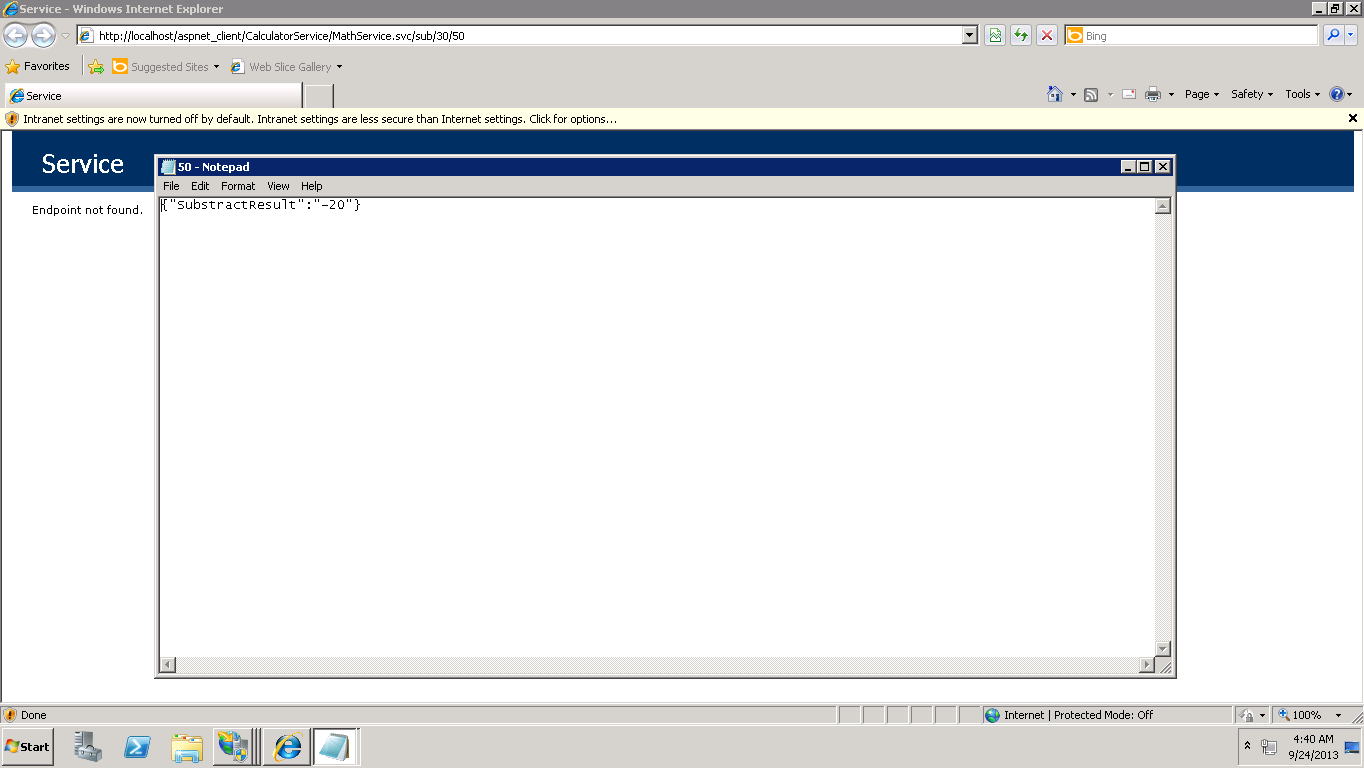 Service - Windows Internet Explorer
http://localhost/aspnet_client/CalculatorService/MathService.svc/sub/30/50
Bing
Favorites
Suggested Sites
Web Slice Gallery
Service
Page
Safety
Tools
Intranet settings are now turned off by default. Intranet settings are less secure than Internet settings. Click for options...
Service
Endpoint not found.
50 - Notepad
File Edit Format View Help
{"SubstractResult":"-20"}
Done
Internet | Protected Mode: Off
100%
Start
4:40 AM
9/24/2013